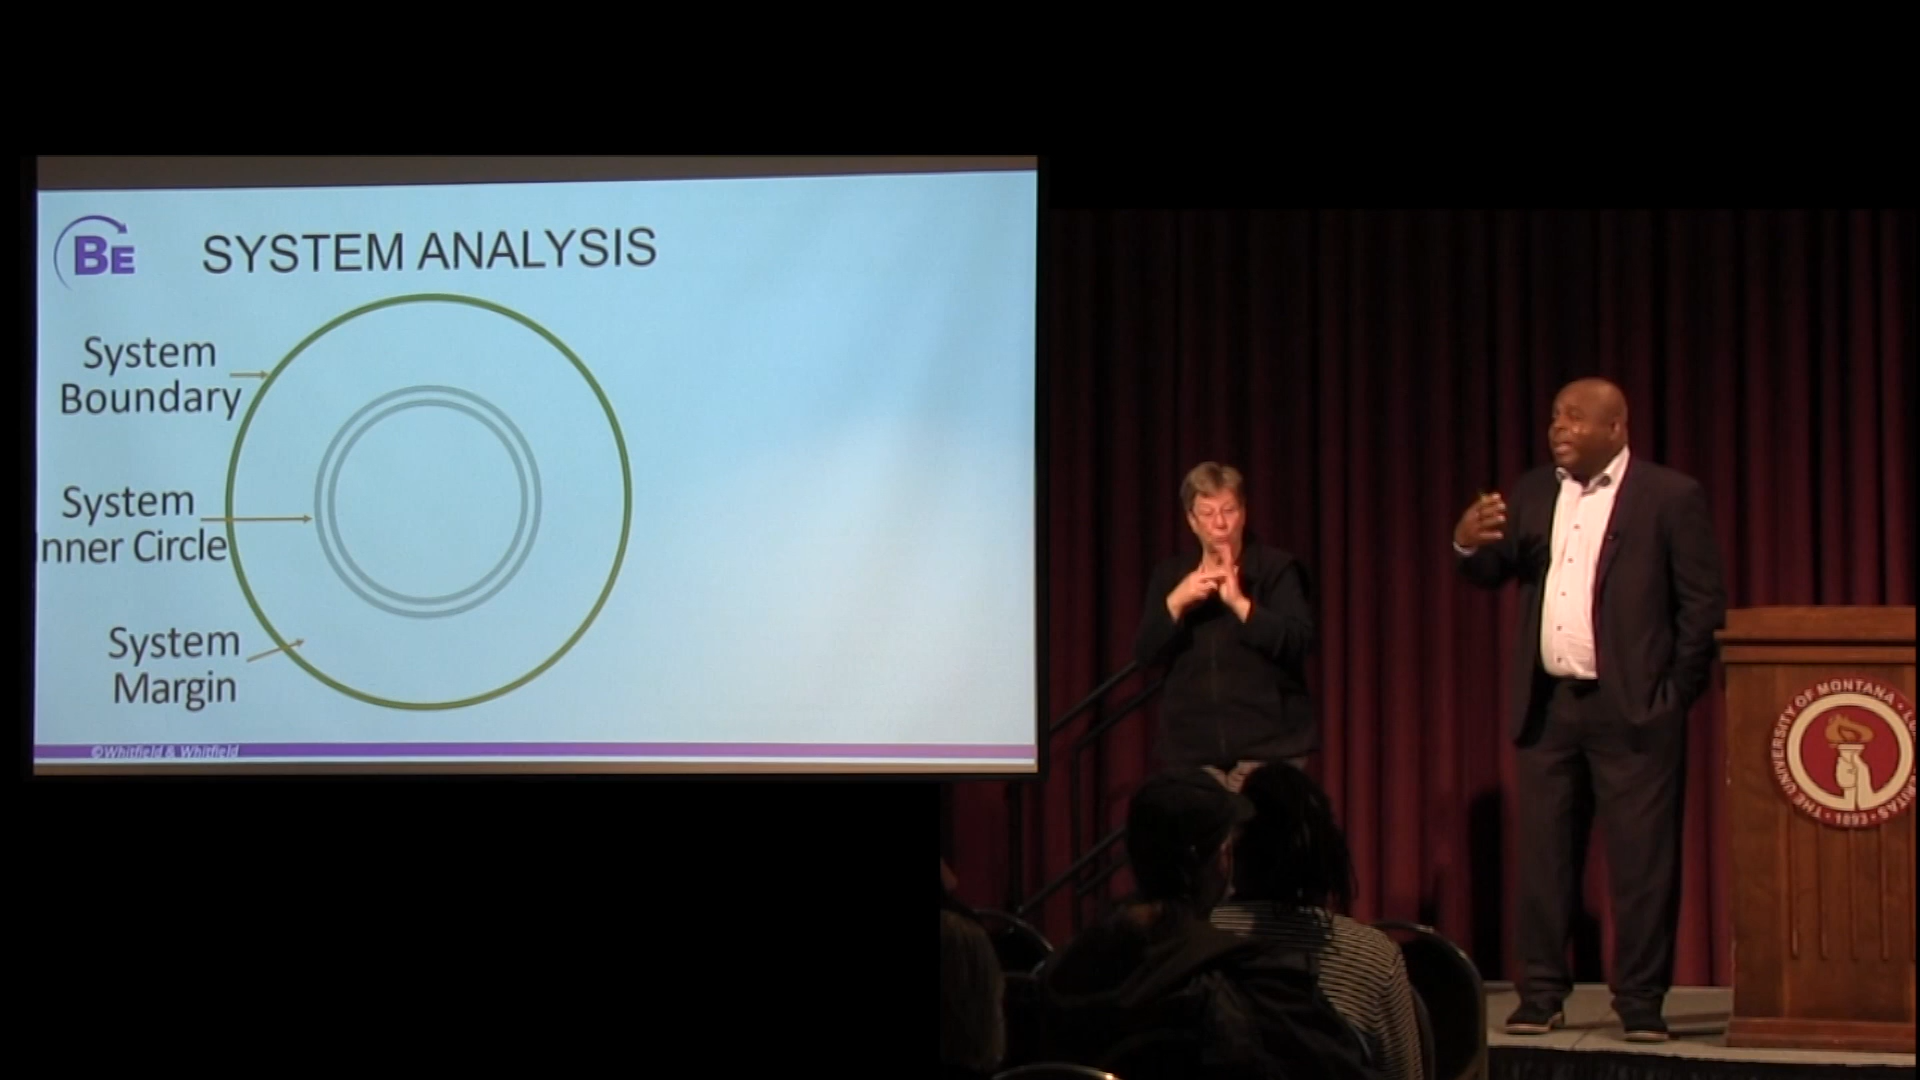 BE
SYSTEM ANALYSIS
System
Boundary
System
nner Circle
System
Margin
©Whitfield & Whitfield
THE UNIVERSITY OF MONTANA
1893